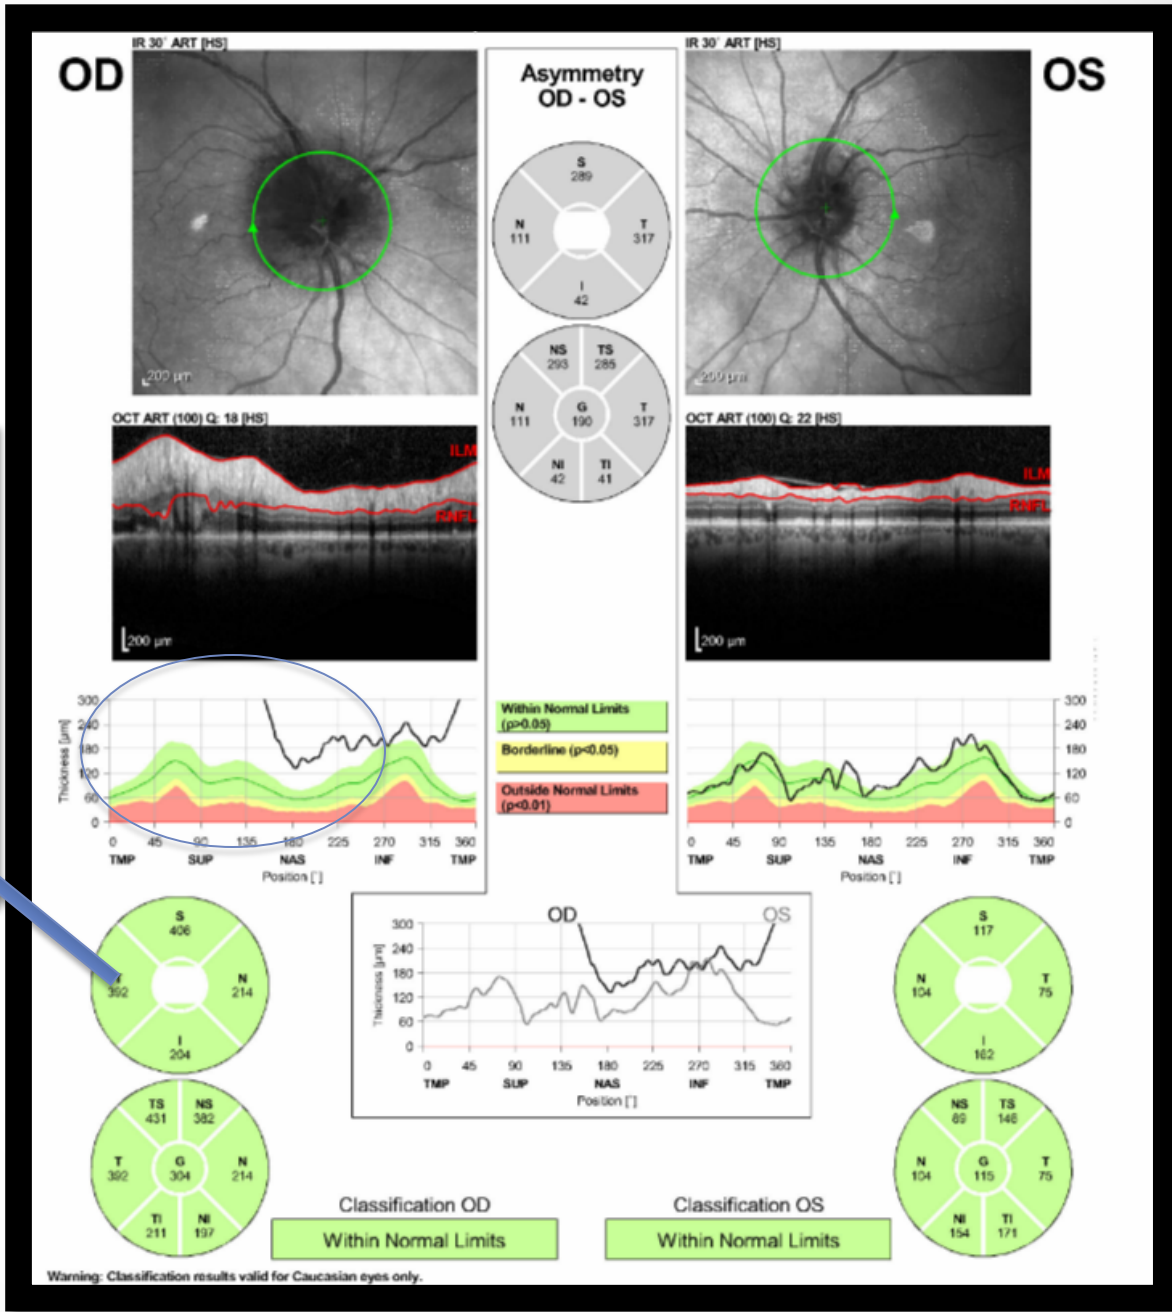 IR 30° ART [HS]
OD
Asymmetry
OD - OS
IR 30° ART [HS]
OS
S
289
N
111
T
317
I
42
200 µm
200 µm
NS
293
TS
285
N
111
G
190
T
317
NI
42
TI
41
OCT ART (100) Q: 18 [HS]
ILM
RNFL
200 µm
OCT ART (100) Q: 22 [HS]
ILM
RNFL
200 µm
Thickness [µm]
300
240
180
120
60
0
0 45 90 135 180 225 270 315 360
TMP SUP NAS INF TMP
Position [°]
Within Normal Limits
(p>0.05)
Borderline (p<0.05)
Outside Normal Limits
(p<0.01)
300
240
180
120
60
0
0 45 90 135 180 225 270 315 360
TMP SUP NAS INF TMP
Position [°]
S
406
392
N
214
I
204
OD
OS
Thickness [µm]
300
240
180
120
60
0
0 45 90 135 180 225 270 315 360
TMP SUP NAS INF TMP
Position [°]
S
117
N
104
T
75
I
162
TS
431
NS
382
T
392
G
304
N
214
TI
211
NI
197
NS
89
TS
146
N
104
G
115
T
75
NI
154
TI
171
Classification OD
Within Normal Limits
Classification OS
Within Normal Limits
Warning: Classification results valid for Caucasian eyes only.